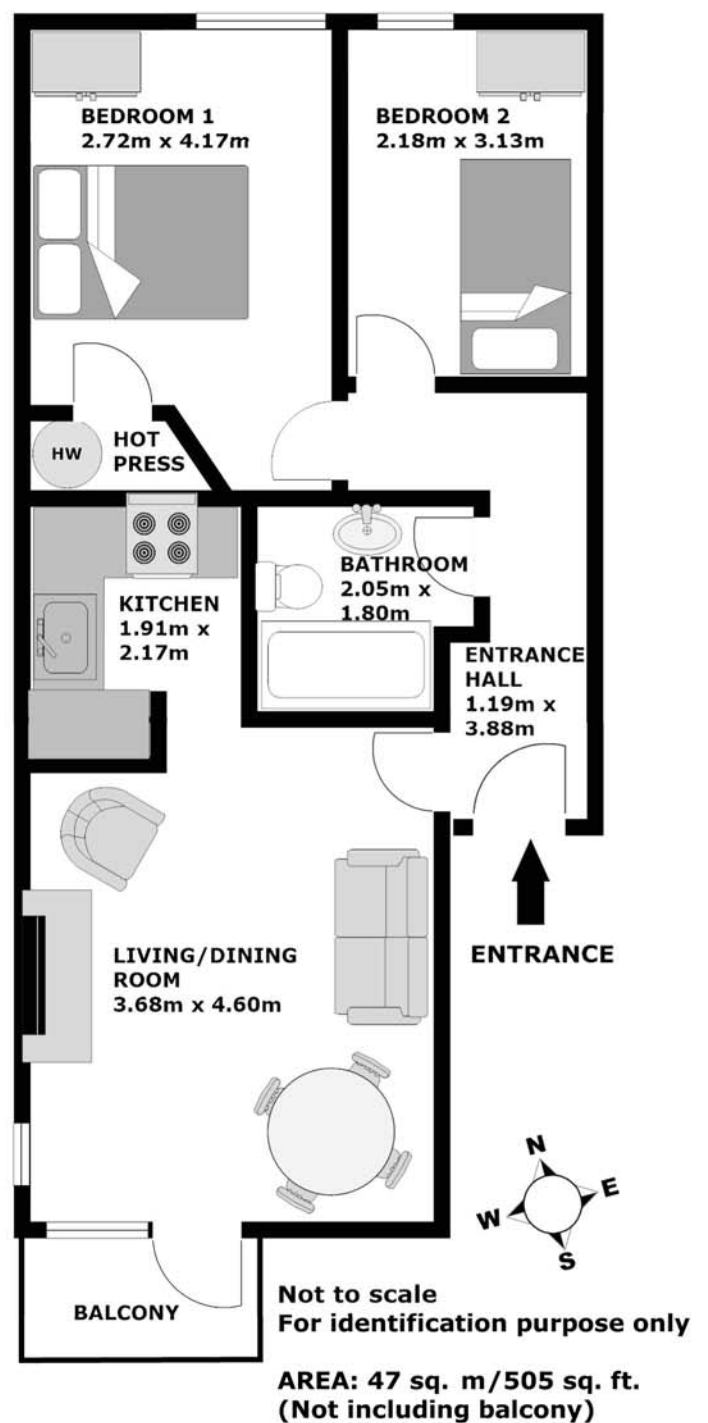 BEDROOM 1
2.72m x 4.17m
BEDROOM 2
2.18m x 3.13m
HW
HOT
PRESS
BATHROOM
2.05m x
1.80m
KITCHEN
1.91m x
2.17m
ENTRANCE
HALL
1.19m x
3.88m
ENTRANCE
LIVING/DINING
ROOM
3.68m x 4.60m
N
E
W
S
BALCONY
Not to scale
For identification purpose only
AREA: 47 sq. m/505 sq. ft.
(Not including balcony)